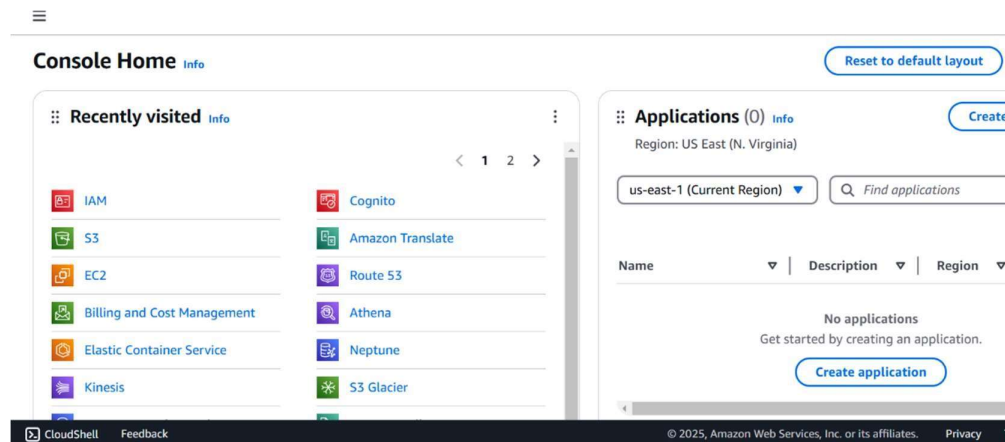 Console Home Info
Reset to default layout
Recently visited Info
1 2
IAM
S3
EC2
Billing and Cost Management
Elastic Container Service
Kinesis
Cognito
Amazon Translate
Route 53
Athena
Neptune
S3 Glacier
Applications (0) Info
Create
Region: US East (N. Virginia)
us-east-1 (Current Region)
Find applications
Name Description Region
No applications
Get started by creating an application.
Create application
CloudShell Feedback © 2025, Amazon Web Services, Inc. or its affiliates. Privacy